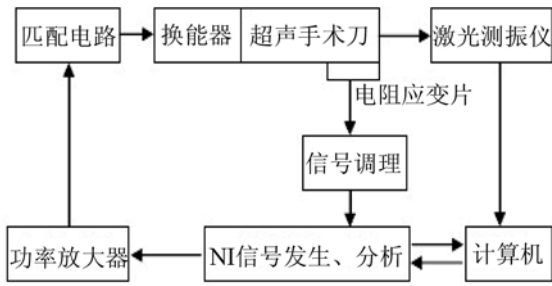 匹配电路
换能器
超声手术刀
激光测振仪
电阻应变片
信号调理
功率放大器
NI信号发生、分析
计算机